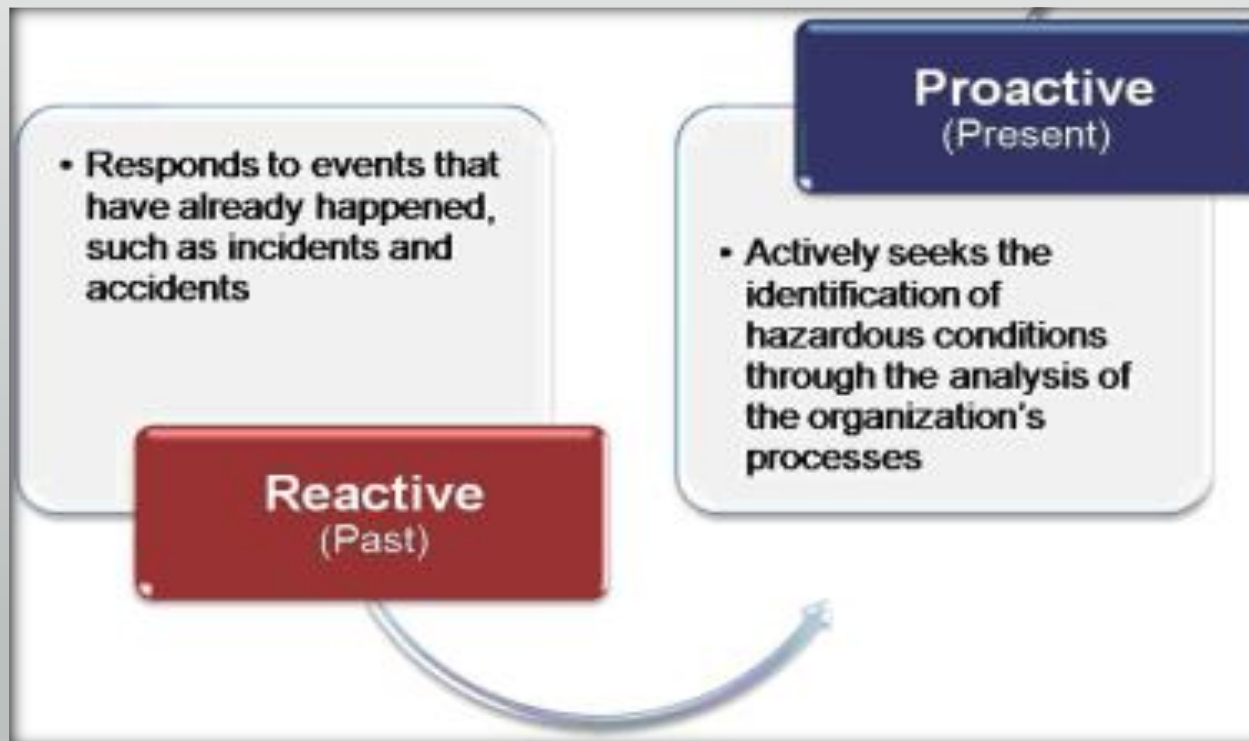 • Responds to events that
have already happened,
such as incidents and
accidents
Reactive
(Past)
Proactive
(Present)
• Actively seeks the
identification of
hazardous conditions
through the analysis of
the organization's
processes